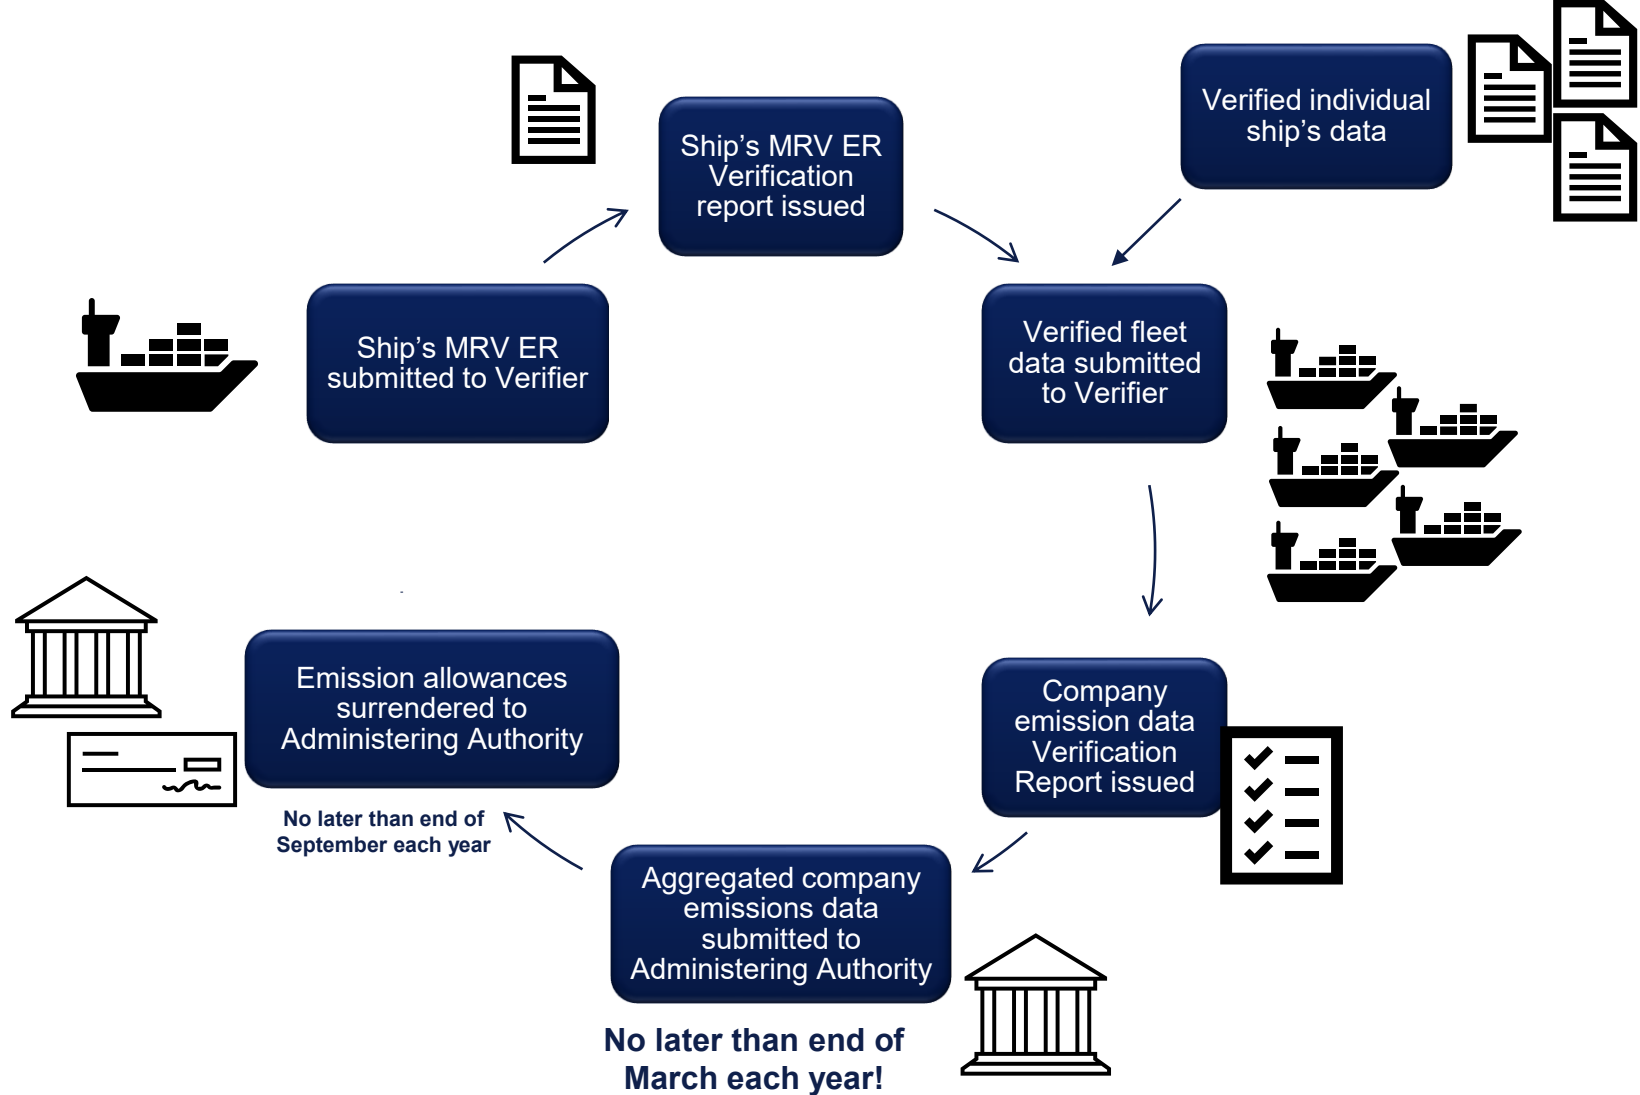 Ship’s MRV ER
Verification
report issued
Verified individual
ship’s data
Ship’s MRV ER
submitted to Verifier
Verified fleet
data submitted
to Verifier
Emission allowances
surrendered to
Administering Authority
No later than end of
September each year
Company
emission data
Verification
Report issued
Aggregated company
emissions data
submitted to
Administering Authority
No later than end of
March each year!